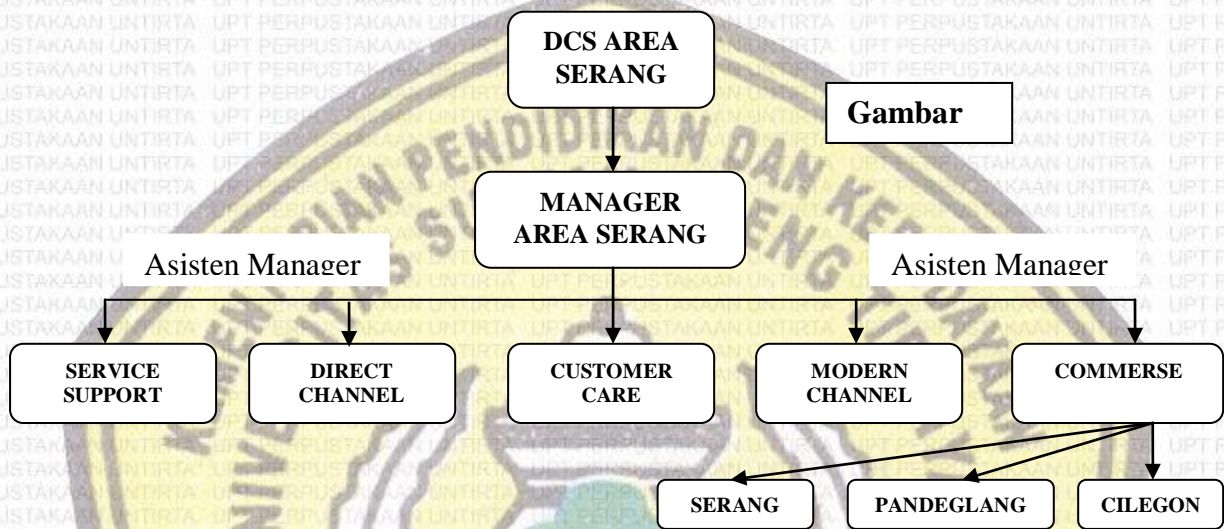 DCS AREA
SERANG
Gambar
MANAGER
AREA SERANG
Asisten Manager
Asisten Manager
SERVICE
SUPPORT
DIRECT
CHANNEL
CUSTOMER
CARE
MODERN
CHANNEL
COMMERSE
SERANG
PANDEGLANG
CILEGON